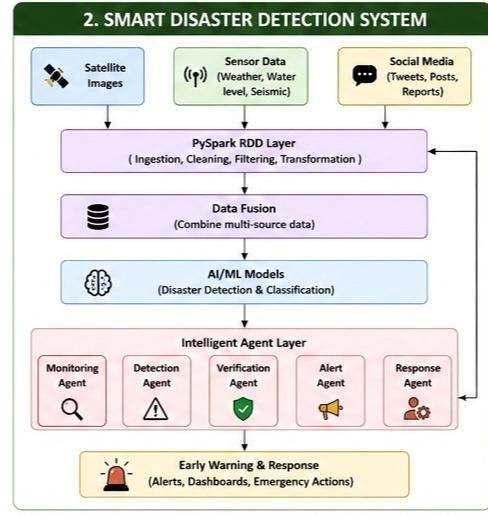 2. SMART DISASTER DETECTION SYSTEM
Satellite
Images
Sensor Data
(Weather, Water
level, Seismic)
Social Media
(Tweets, Posts,
Reports)
PySpark RDD Layer
( Ingestion, Cleaning, Filtering, Transformation )
Data Fusion
(Combine multi-source data)
AI/ML Models
(Disaster Detection & Classification)
Intelligent Agent Layer
Monitoring
Agent
Detection
Agent
Verification
Agent
Alert
Agent
Response
Agent
Early Warning & Response
(Alerts, Dashboards, Emergency Actions)